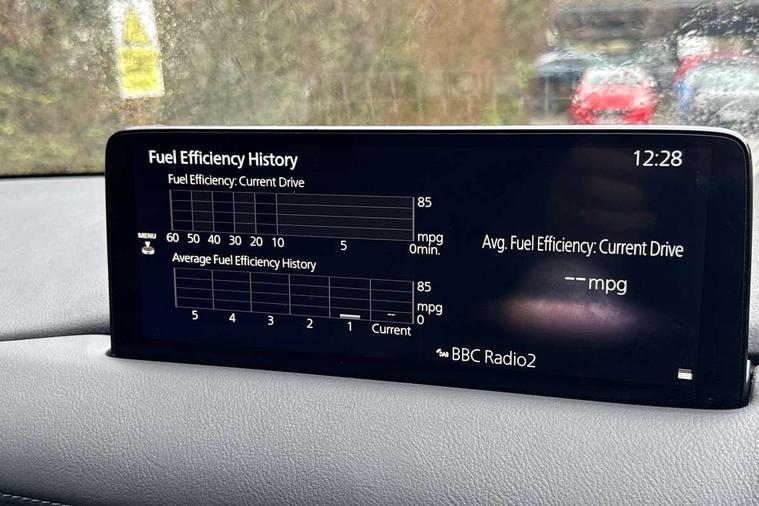 Fuel Efficiency History
12:28
Fuel Efficiency: Current Drive
85
MENU
60 50 40 30 20 10 5 0min.
mpg
Avg. Fuel Efficiency: Current Drive
--mpg
Average Fuel Efficiency History
85
mpg
0
5 4 3 2 1 Current
--
DAB BBC Radio2